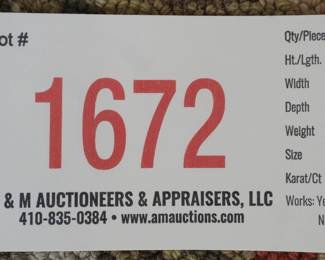 ot #
1672
& M AUCTIONEERS & APPRAISERS, LLC
410-835-0384 • www.amauctions.com
Qty/Piece
Ht./Lgth.
Width
Depth
Weight
Size
Karat/Ct
Works: Ye
N